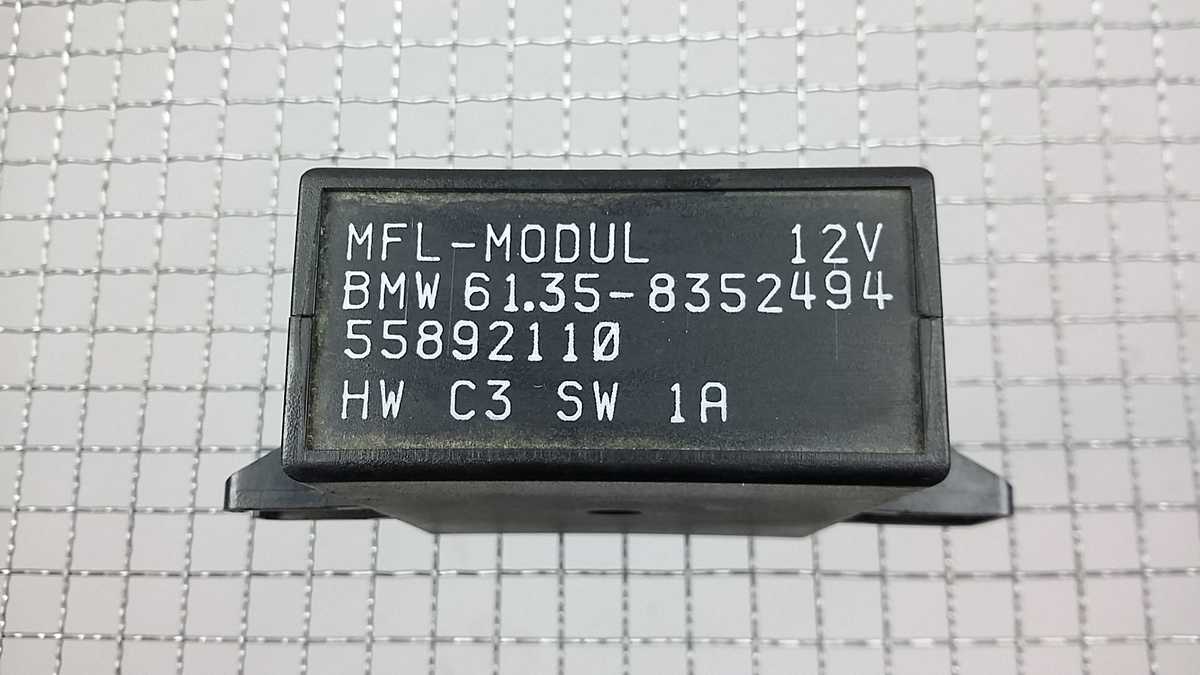 MFL-MODUL 12V
BMW 61.35-8352494
55892110
HW C3 SW 1A